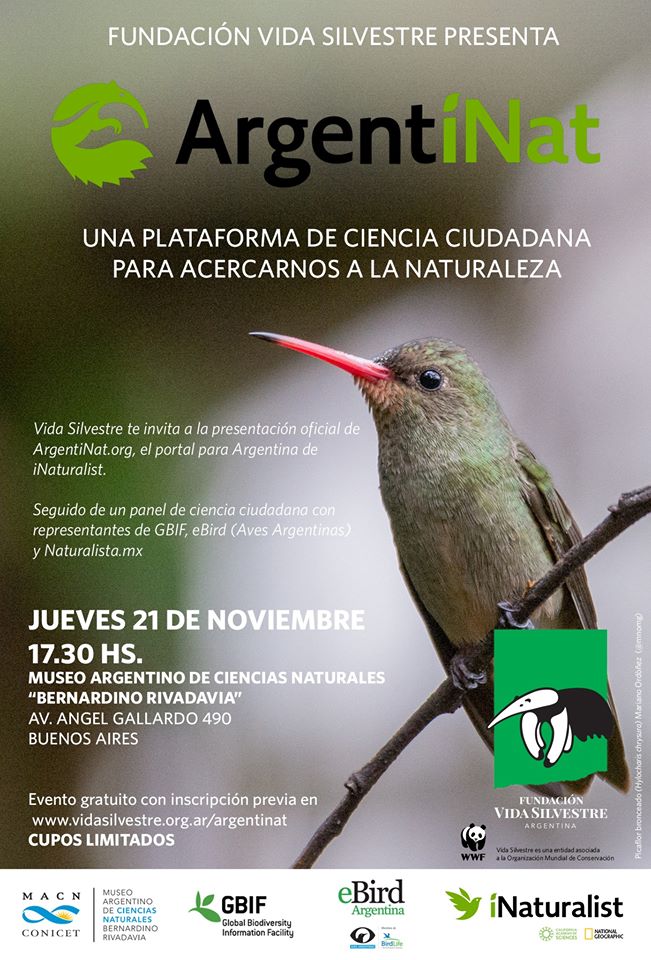 FUNDACIÓN VIDA SILVESTRE PRESENTA
ArgentíNat
UNA PLATAFORMA DE CIENCIA CIUDADANA
PARA ACERCARNOS A LA NATURALEZA
Vida Silvestre te invita a la presentación oficial de
ArgentiNat.org, el portal para Argentina de
iNaturalist.
Seguido de un panel de ciencia ciudadana con
representantes de GBIF, eBird (Aves Argentinas)
y Naturalista.mx
JUEVES 21 DE NOVIEMBRE
17.30 HS.
MUSEO ARGENTINO DE CIENCIAS NATURALES
"BERNARDINO RIVADAVIA"
AV. ANGEL GALLARDO 490
BUENOS AIRES
Evento gratuito con inscripción previa en
www.vidasilvestre.org.ar/argentinat
CUPOS LIMITADOS
FUNDACIÓN
VIDA SILVESTRE
ARGENTINA
WWF
Vida Silvestre es una entidad asociada
a la Organización Mundial de Conservación
Picaflor bronceado (Hylocharis chrysura) Mariano Ordóñez (@mnomg)
MACN
CONICET
MUSEO
ARGENTINO
DE CIENCIAS
NATURALES
BERNARDINO
RIVADAVIA
GBIF
Global Biodiversity
Information Facility
eBird
Argentina
BirdLife
iNaturalist
CALIFORNIA
ACADEMY OF
SCIENCES
NATIONAL
GEOGRAPHIC